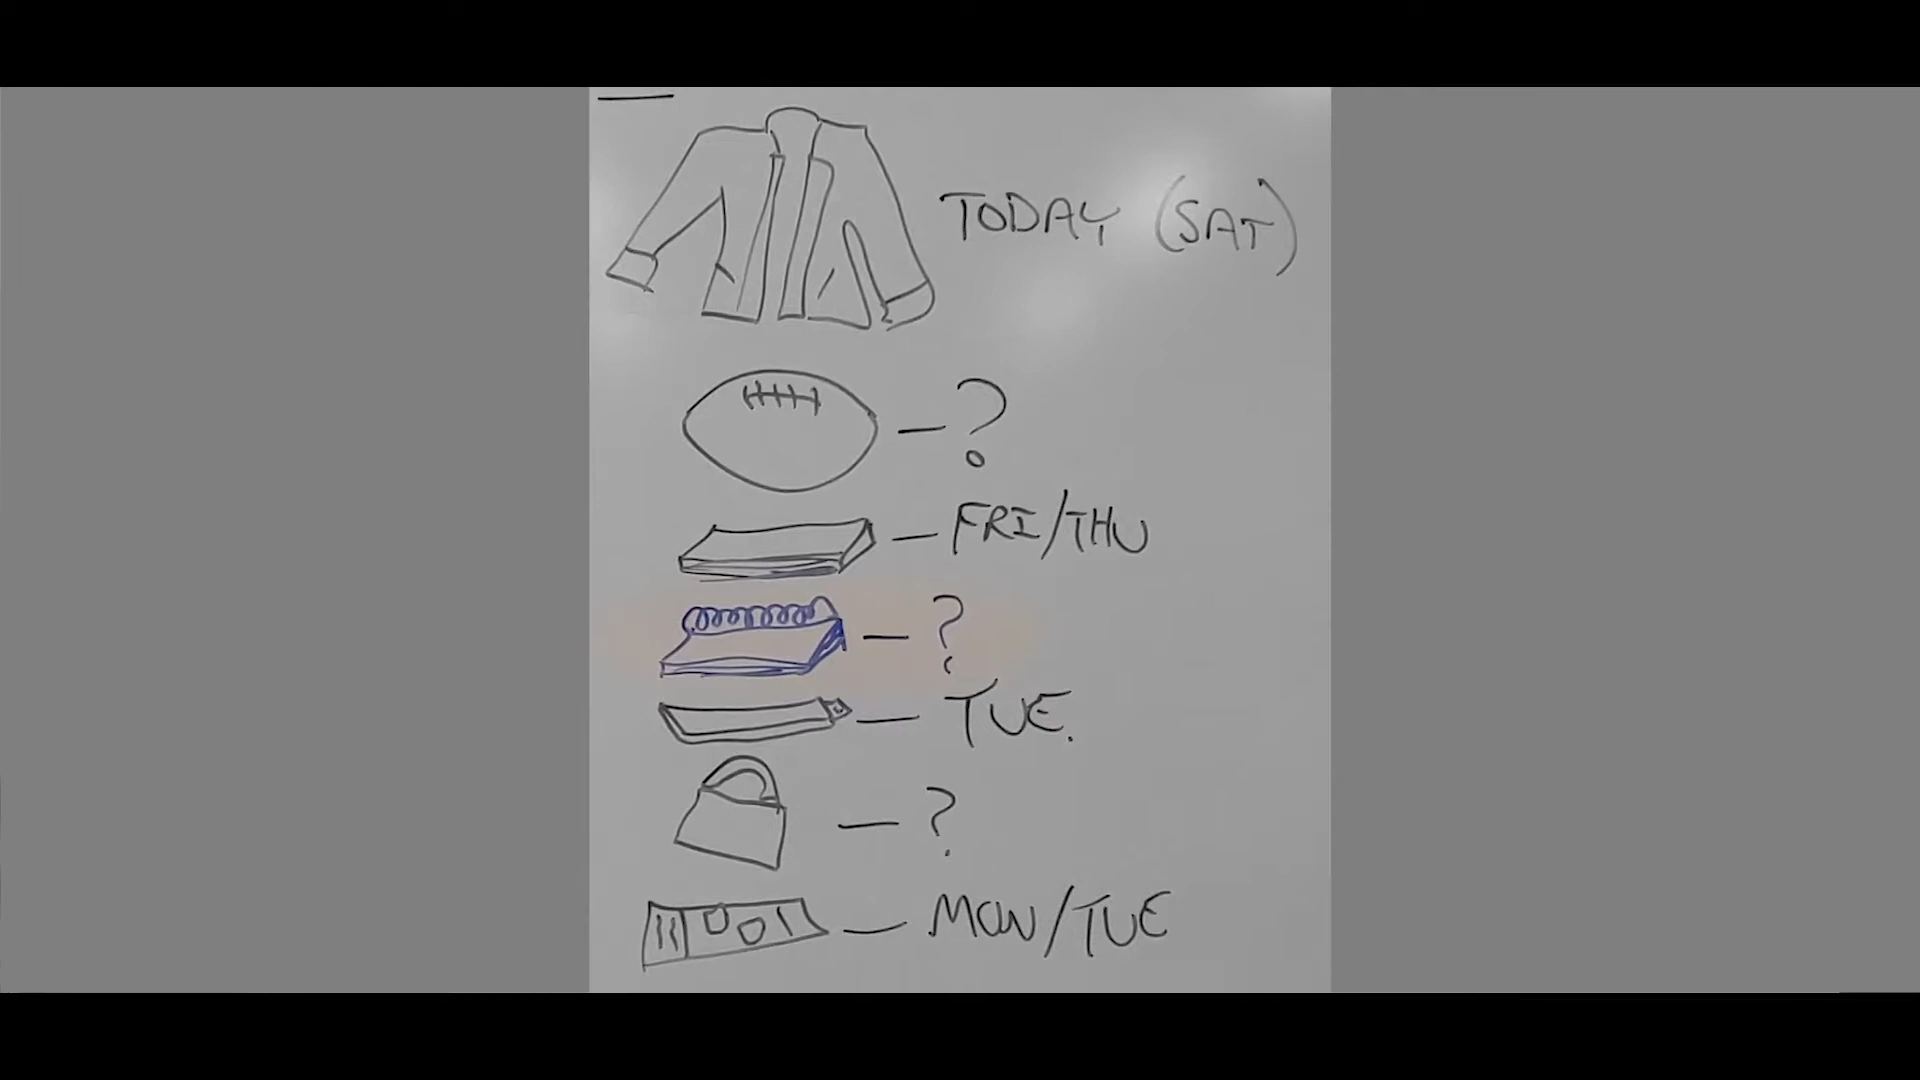 TODAY (SAT)
— ?
— FRI/THU
— ?
— TUE.
— ?
— MON/TUE